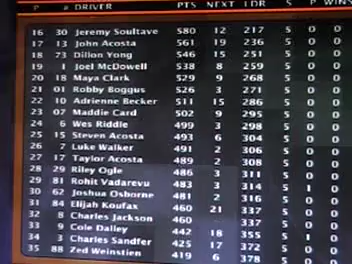 P # DRIVER PTS NEXT LDR S P WINS
16 30 Jeremy Soultave 580 12 217 5 0 0
17 13 John Acosta 561 19 236 5 0 0
18 73 Dillon Yong 546 15 251 5 0 0
19 1 Joel McDowell 538 8 259 5 0 0
20 18 Maya Clark 529 9 268 5 0 0
21 01 Robby Boggus 526 3 271 5 0 0
22 10 Adrienne Becker 511 15 286 5 0 0
23 07 Maddie Card 502 9 295 5 0 0
24 6 Wes Riddle 499 3 298 5 0 0
25 15 Steven Acosta 493 6 304 5 0 0
26 7 Luke Walker 491 2 306 5 0 0
27 17 Taylor Acosta 489 2 308 5 0 0
28 29 Riley Ogle 486 3 311 5 0 0
29 81 Rohit Vadarevu 483 3 314 5 1 0
30 62 Joshua Osborne 481 2 316 5 0 0
31 84 Elijah Koufax 460 21 337 5 0 0
32 8 Charles Jackson 460 337 5 0 0
33 9 Cole Dailey 442 18 355 5 1 0
34 3 Charles Sandfer 425 17 372 5 0 0
35 88 Zed Weinstien 419 6 378 5 0 0